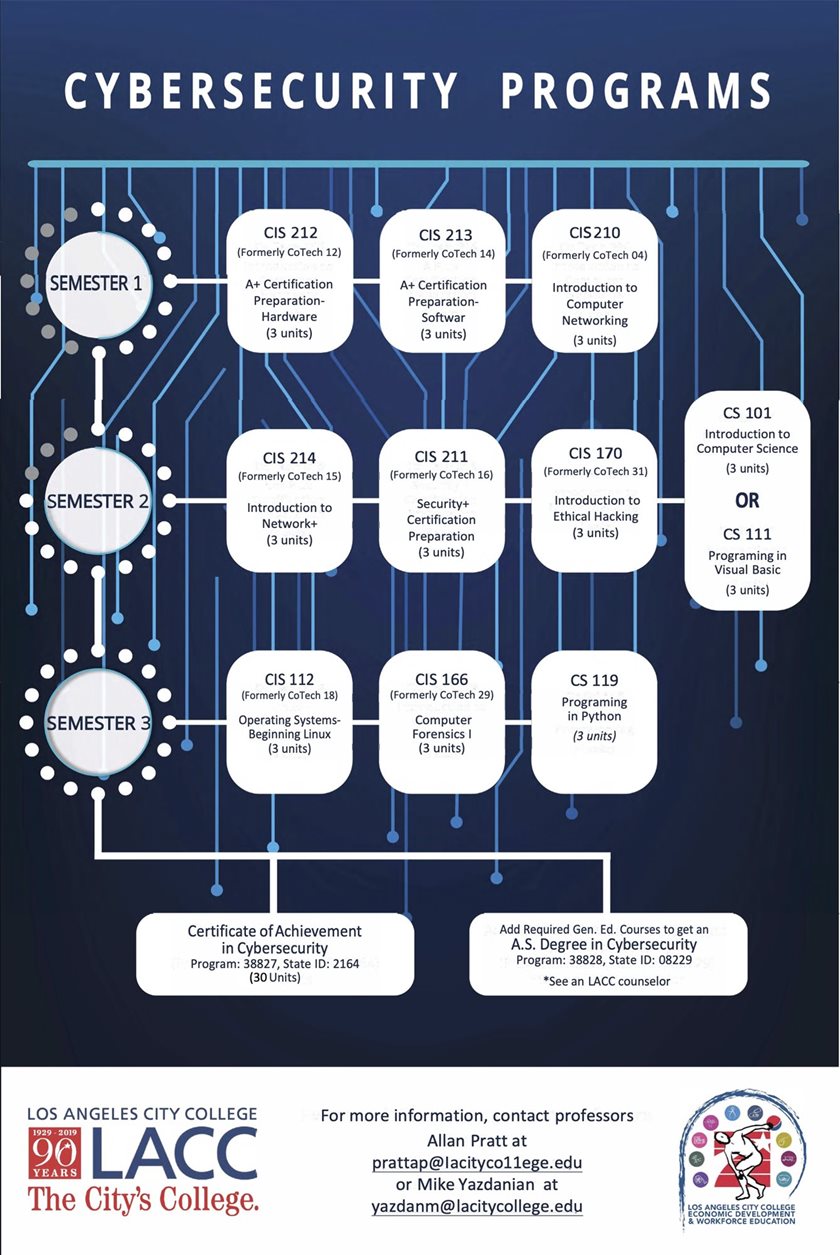 CYBERSECURITY PROGRAMS
SEMESTER 1
CIS 212
(Formerly CoTech 12)
A+ Certification
Preparation-
Hardware
(3 units)
CIS 213
(Formerly CoTech 14)
A+ Certification
Preparation-
Softwar
(3 units)
CIS210
(Formerly CoTech 04)
Introduction to
Computer
Networking
(3 units)
SEMESTER 2
CIS 214
(Formerly CoTech 15)
Introduction to
Network+
(3 units)
CIS 211
(Formerly CoTech 16)
Security+
Certification
Preparation
(3 units)
CIS 170
(Formerly CoTech 31)
Introduction to
Ethical Hacking
(3 units)
CS 101
Introduction to
Computer Science
(3 units)
OR
CS 111
Programing in
Visual Basic
(3 units)
SEMESTER 3
CIS 112
(Formerly CoTech 18)
Operating Systems-
Beginning Linux
(3 units)
CIS 166
(Formerly CoTech 29)
Computer
Forensics I
(3 units)
CS 119
Programing
in Python
(3 units)
Certificate of Achievement
in Cybersecurity
Program: 38827, State ID: 2164
(30 Units)
Add Required Gen. Ed. Courses to get an
A.S. Degree in Cybersecurity
Program: 38828, State ID: 08229
*See an LACC counselor
LOS ANGELES CITY COLLEGE
1929 - 2019
90
YEARS
LACC
The City's College.
For more information, contact professors
Allan Pratt at
prattap@lacityco11ege.edu
or Mike Yazdanian at
yazdanm@lacitycollege.edu
LOS ANGELES CITY COLLEGE
ECONOMIC DEVELOPMENT
& WORKFORCE EDUCATION